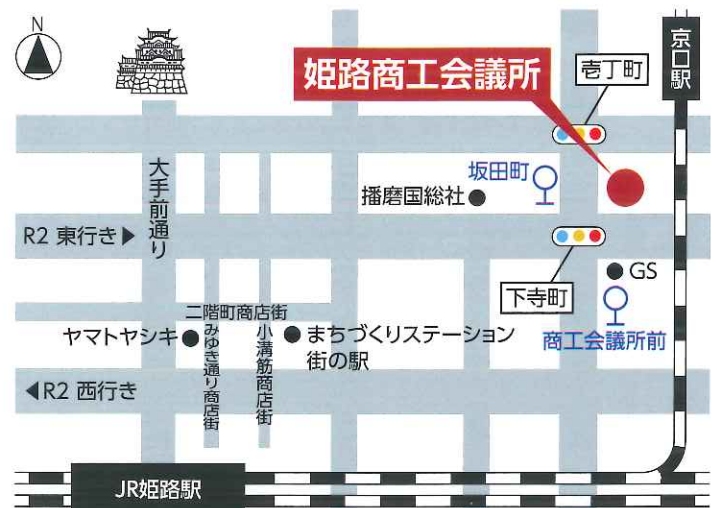 N
京口駅
姫路商工会議所
壱丁町
坂田町
播磨国総社
大手前通り
R2 東行き▶
GS
下寺町
商工会議所前
二階町商店街
ヤマトヤシキ
みゆき通り商店街
小溝筋商店街
まちづくりステーション
街の駅
◀R2 西行き
JR姫路駅